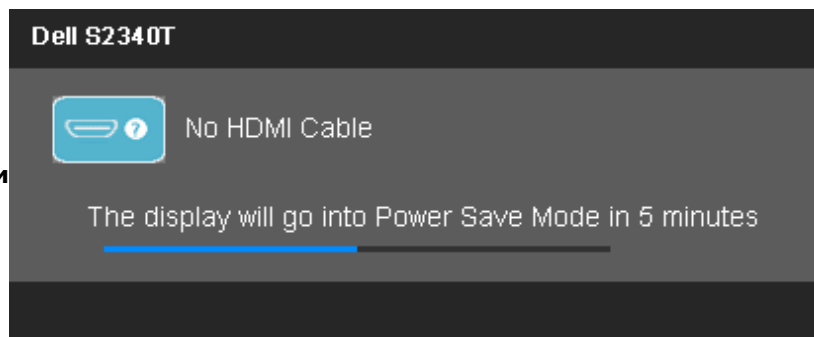 Dell S2340T
No HDMI Cable
и
The display will go into Power Save Mode in 5 minutes